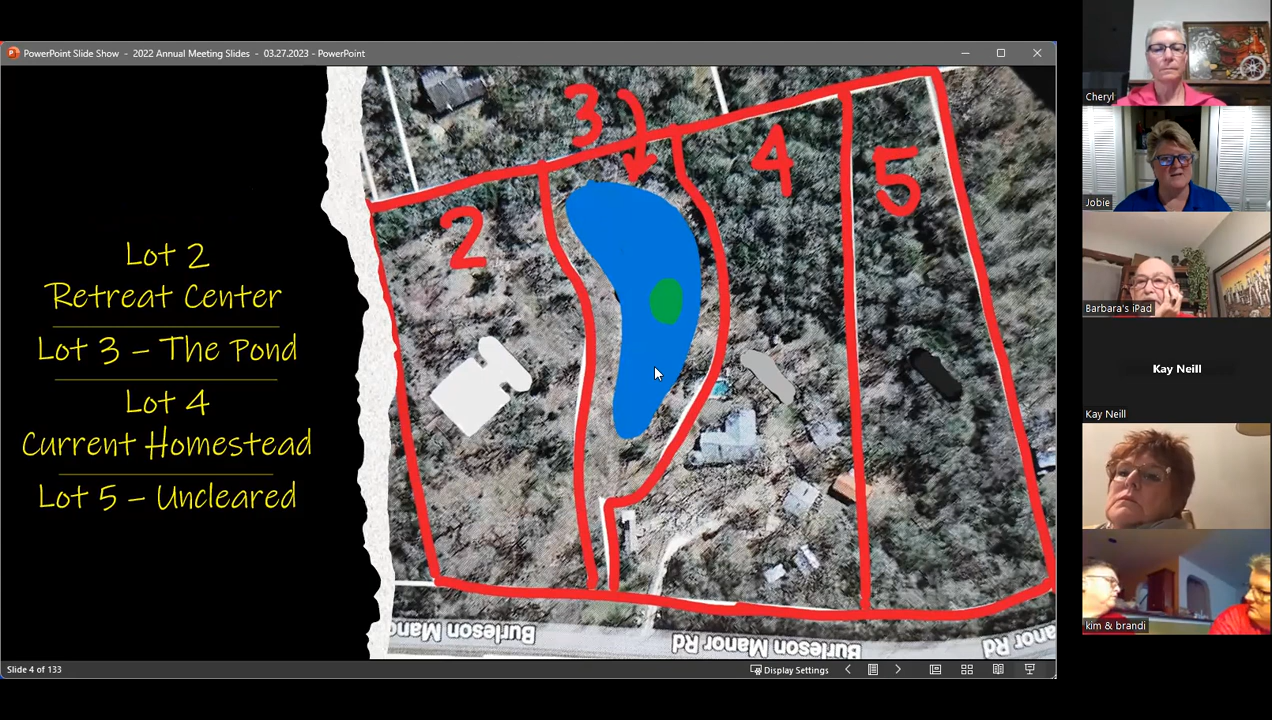 PowerPoint Slide Show - 2022 Annual Meeting Slides - 03.27.2023 - PowerPoint
Lot 2
Retreat Center
Lot 3 – The Pond
Lot 4
Current Homestead
Lot 5 – Uncleared
3
4
5
2
Burleson Manor
Burleson Manor Rd
anor Rd
Slide 4 of 133
Display Settings
Cheryl
Jobie
Barbara's iPad
Kay Neill
Kay Neill
kim & brandi